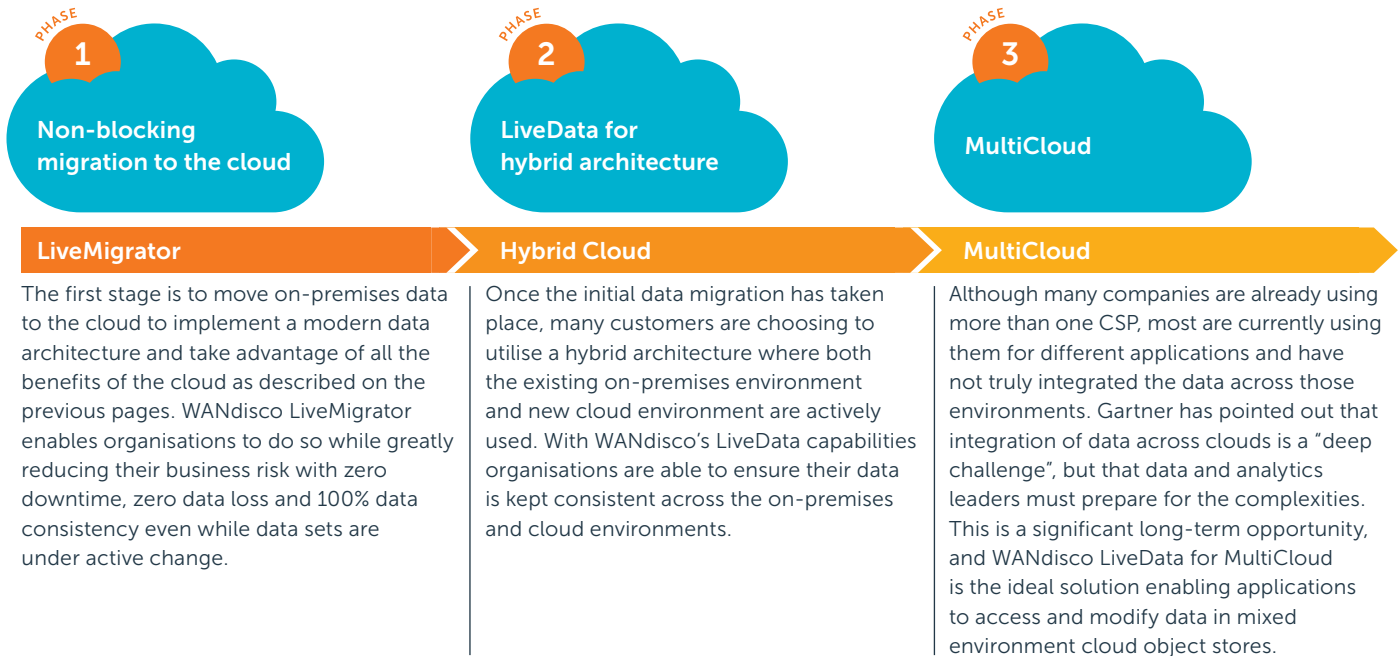 PHASE
1
Non-blocking
migration to the cloud
LiveMigrator
The first stage is to move on-premises data
to the cloud to implement a modern data
architecture and take advantage of all the
benefits of the cloud as described on the
previous pages. WANdisco LiveMigrator
enables organisations to do so while greatly
reducing their business risk with zero
downtime, zero data loss and 100% data
consistency even while data sets are
under active change.
PHASE
2
LiveData for
hybrid architecture
Hybrid Cloud
Once the initial data migration has taken
place, many customers are choosing to
utilise a hybrid architecture where both
the existing on-premises environment
and new cloud environment are actively
used. With WANdisco’s LiveData capabilities
organisations are able to ensure their data
is kept consistent across the on-premises
and cloud environments.
PHASE
3
MultiCloud
MultiCloud
Although many companies are already using
more than one CSP, most are currently using
them for different applications and have
not truly integrated the data across those
environments. Gartner has pointed out that
integration of data across clouds is a “deep
challenge”, but that data and analytics
leaders must prepare for the complexities.
This is a significant long-term opportunity,
and WANdisco LiveData for MultiCloud
is the ideal solution enabling applications
to access and modify data in mixed
environment cloud object stores.